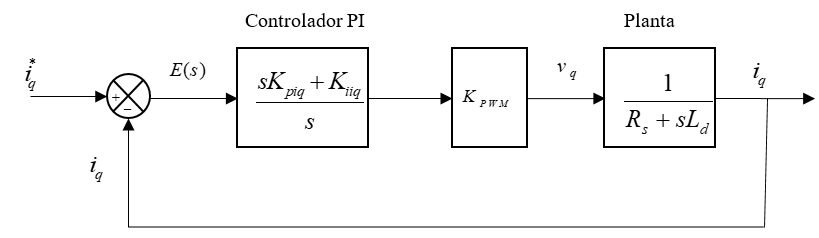 Controlador PI
Planta
i*q
E(s)
sKpiq + Kiiq
s
KPWM
vq
1
Rs + sLd
iq
+
−
iq